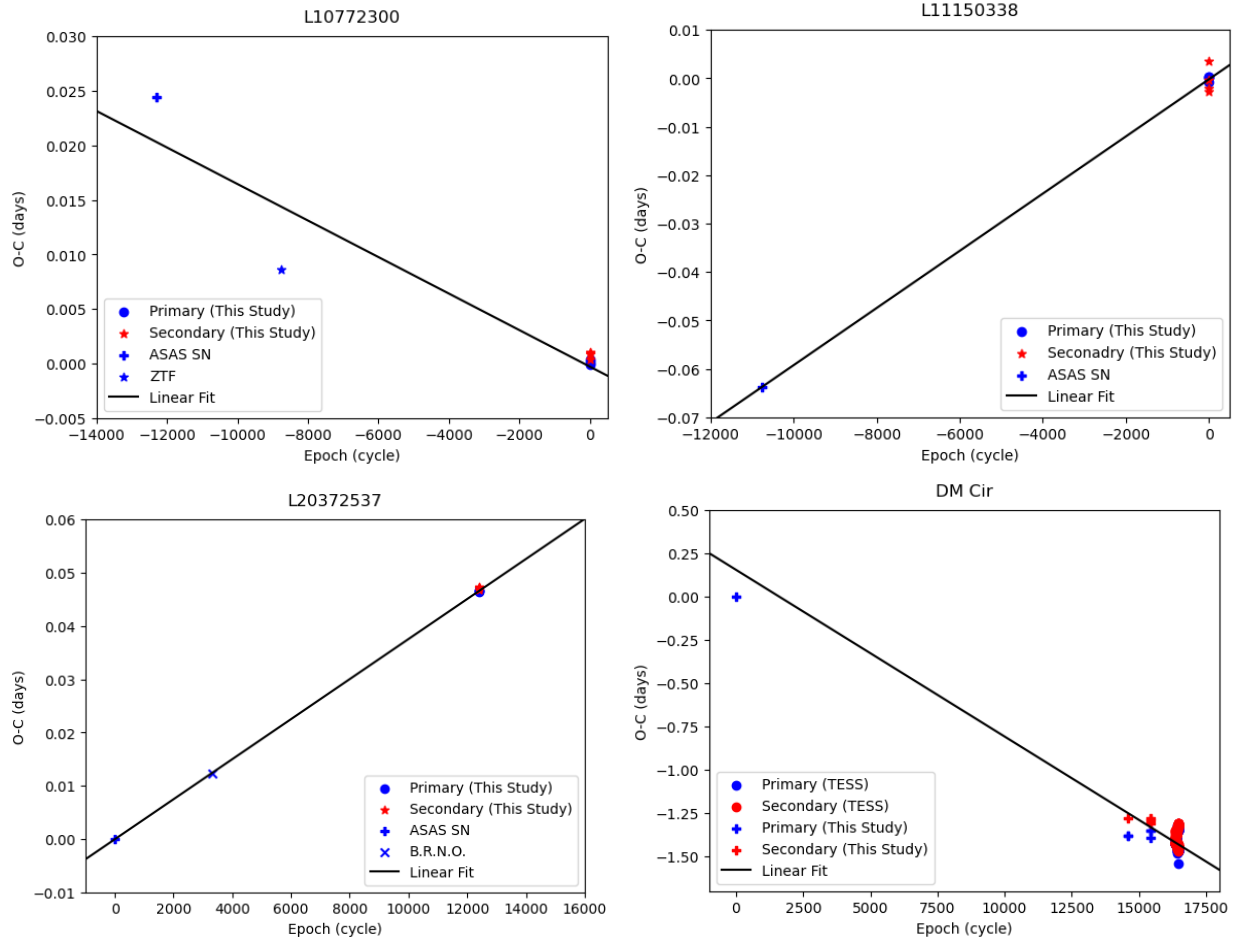 L10772300
0.030
0.025
0.020
0.015
0.010
0.005
0.000
−0.005
O-C (days)
Primary (This Study)
Secondary (This Study)
ASAS SN
ZTF
Linear Fit
−14000 −12000 −10000 −8000 −6000 −4000 −2000 0
Epoch (cycle)
L11150338
0.01
0.00
−0.01
−0.02
−0.03
−0.04
−0.05
−0.06
−0.07
O-C (days)
Primary (This Study)
Seconadry (This Study)
ASAS SN
Linear Fit
−12000 −10000 −8000 −6000 −4000 −2000 0
Epoch (cycle)
L20372537
0.06
0.05
0.04
0.03
0.02
0.01
0.00
−0.01
O-C (days)
Primary (This Study)
Secondary (This Study)
ASAS SN
B.R.N.O.
Linear Fit
0 2000 4000 6000 8000 10000 12000 14000 16000
Epoch (cycle)
DM Cir
0.50
0.25
0.00
−0.25
−0.50
−0.75
−1.00
−1.25
−1.50
O-C (days)
Primary (TESS)
Secondary (TESS)
Primary (This Study)
Secondary (This Study)
Linear Fit
0 2500 5000 7500 10000 12500 15000 17500
Epoch (cycle)